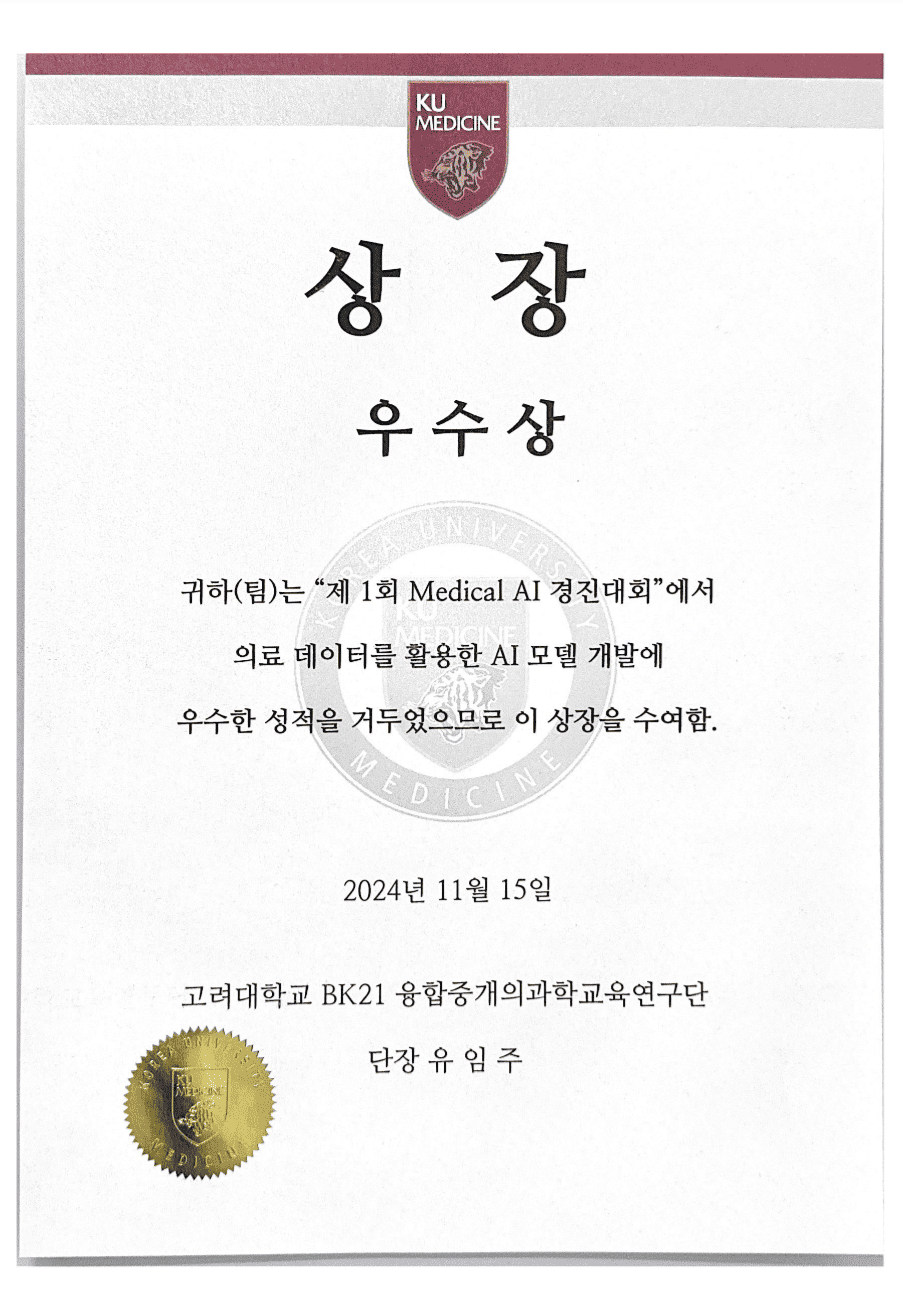 KU
MEDICINE
상 장
우수상
KOREA UNIVERSITY
KU
MEDICINE
MEDICINE
귀하(팀)는 “제 1회 Medical AI 경진대회”에서
의료 데이터를 활용한 AI 모델 개발에
우수한 성적을 거두었으므로 이 상장을 수여함.
2024년 11월 15일
고려대학교 BK21 융합중개의과학교육연구단
단장 유 임 주
KOREA UNIVERSITY
KU
MEDICINE
MEDICINE